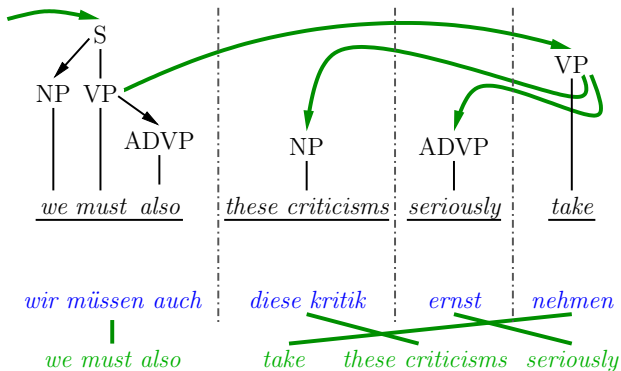 S
VP
NP VP
ADVP NP ADVP
we must also these criticisms seriously take
wir müssen auch diese kritik ernst nehmen
we must also take these criticisms seriously